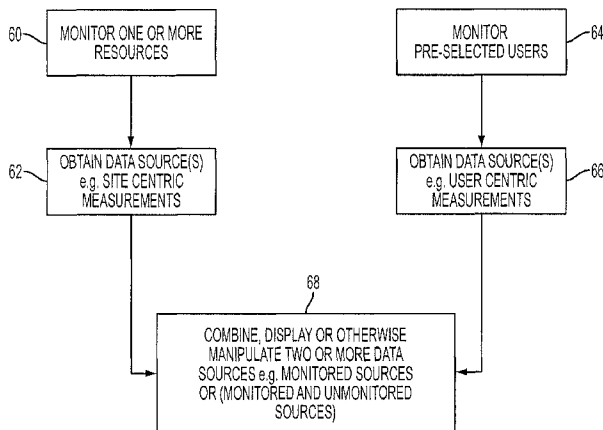 60
MONITOR ONE OR MORE
RESOURCES
MONITOR
PRE-SELECTED USERS
64
62
OBTAIN DATA SOURCE(S)
e.g. SITE CENTRIC
MEASUREMENTS
OBTAIN DATA SOURCE(S)
e.g. USER CENTRIC
MEASUREMENTS
66
68
COMBINE, DISPLAY OR OTHERWISE
MANIPULATE TWO OR MORE DATA
SOURCES e.g. MONITORED SOURCES
OR (MONITORED AND UNMONITORED
SOURCES)